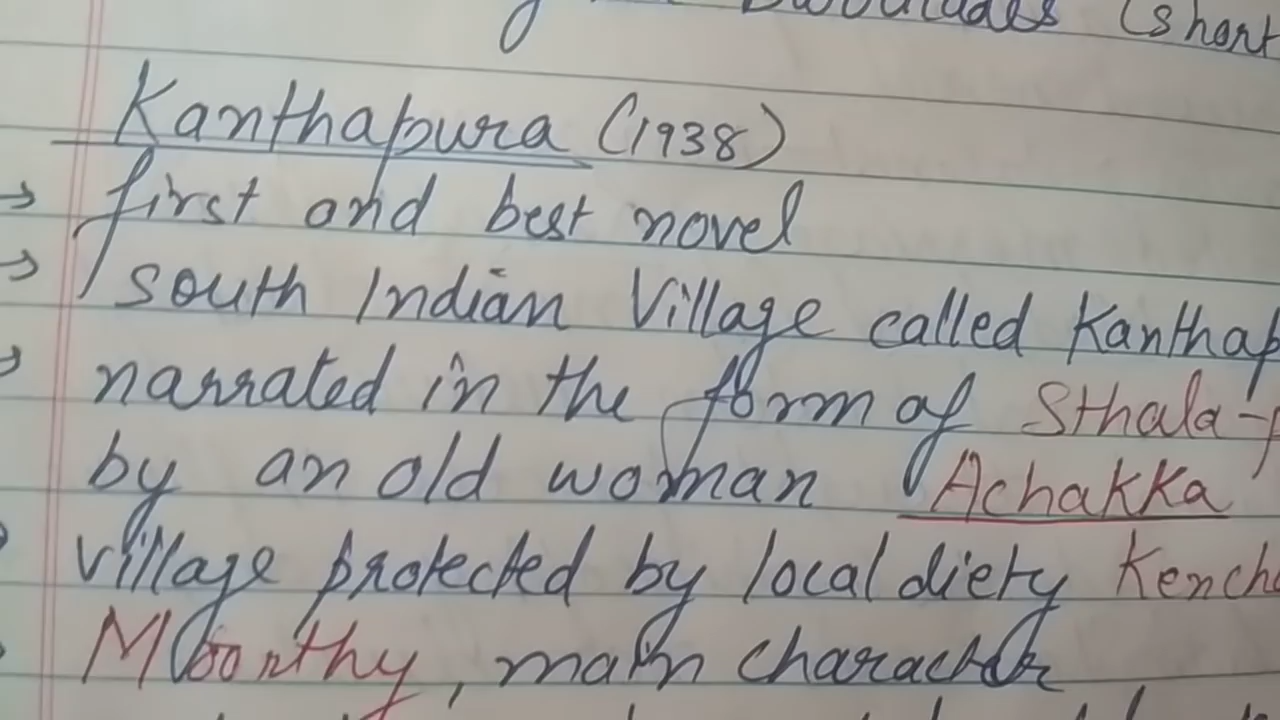 (short
Kanthapura (1938)
→ first and best novel
→ south Indian Village called Kanthap
→ narrated in the form of Sthala-p
by an old woman Achakka
village protected by local diety Kench
Moorthy, main character